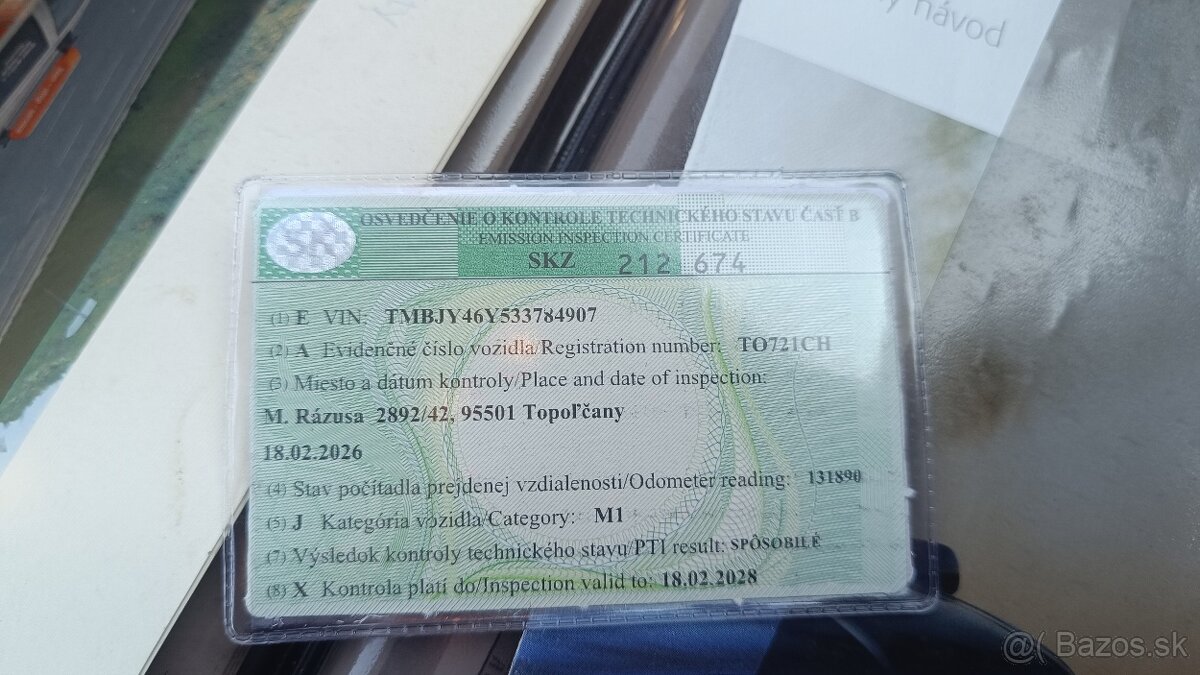 návod
SK
OSVEDČENIE O KONTROLE TECHNICKÉHO STAVU ČASŤ B
EMISSION INSPECTION CERTIFICATE
SKZ 212 674
(1) E VIN: TMBJY46Y533784907
(2) A Evidenčné číslo vozidla/Registration number: TO721CH
(3) Miesto a dátum kontroly/Place and date of inspection:
M. Rázusa 2892/42, 95501 Topoľčany
18.02.2026
(4) Stav počítadla prejdenej vzdialenosti/Odometer reading: 131890
(5) J Kategória vozidla/Category: M1
(7) Výsledok kontroly technického stavu/PTI result: SPÔSOBILÉ
(8) X Kontrola platí do/Inspection valid to: 18.02.2028
@( Bazos.sk